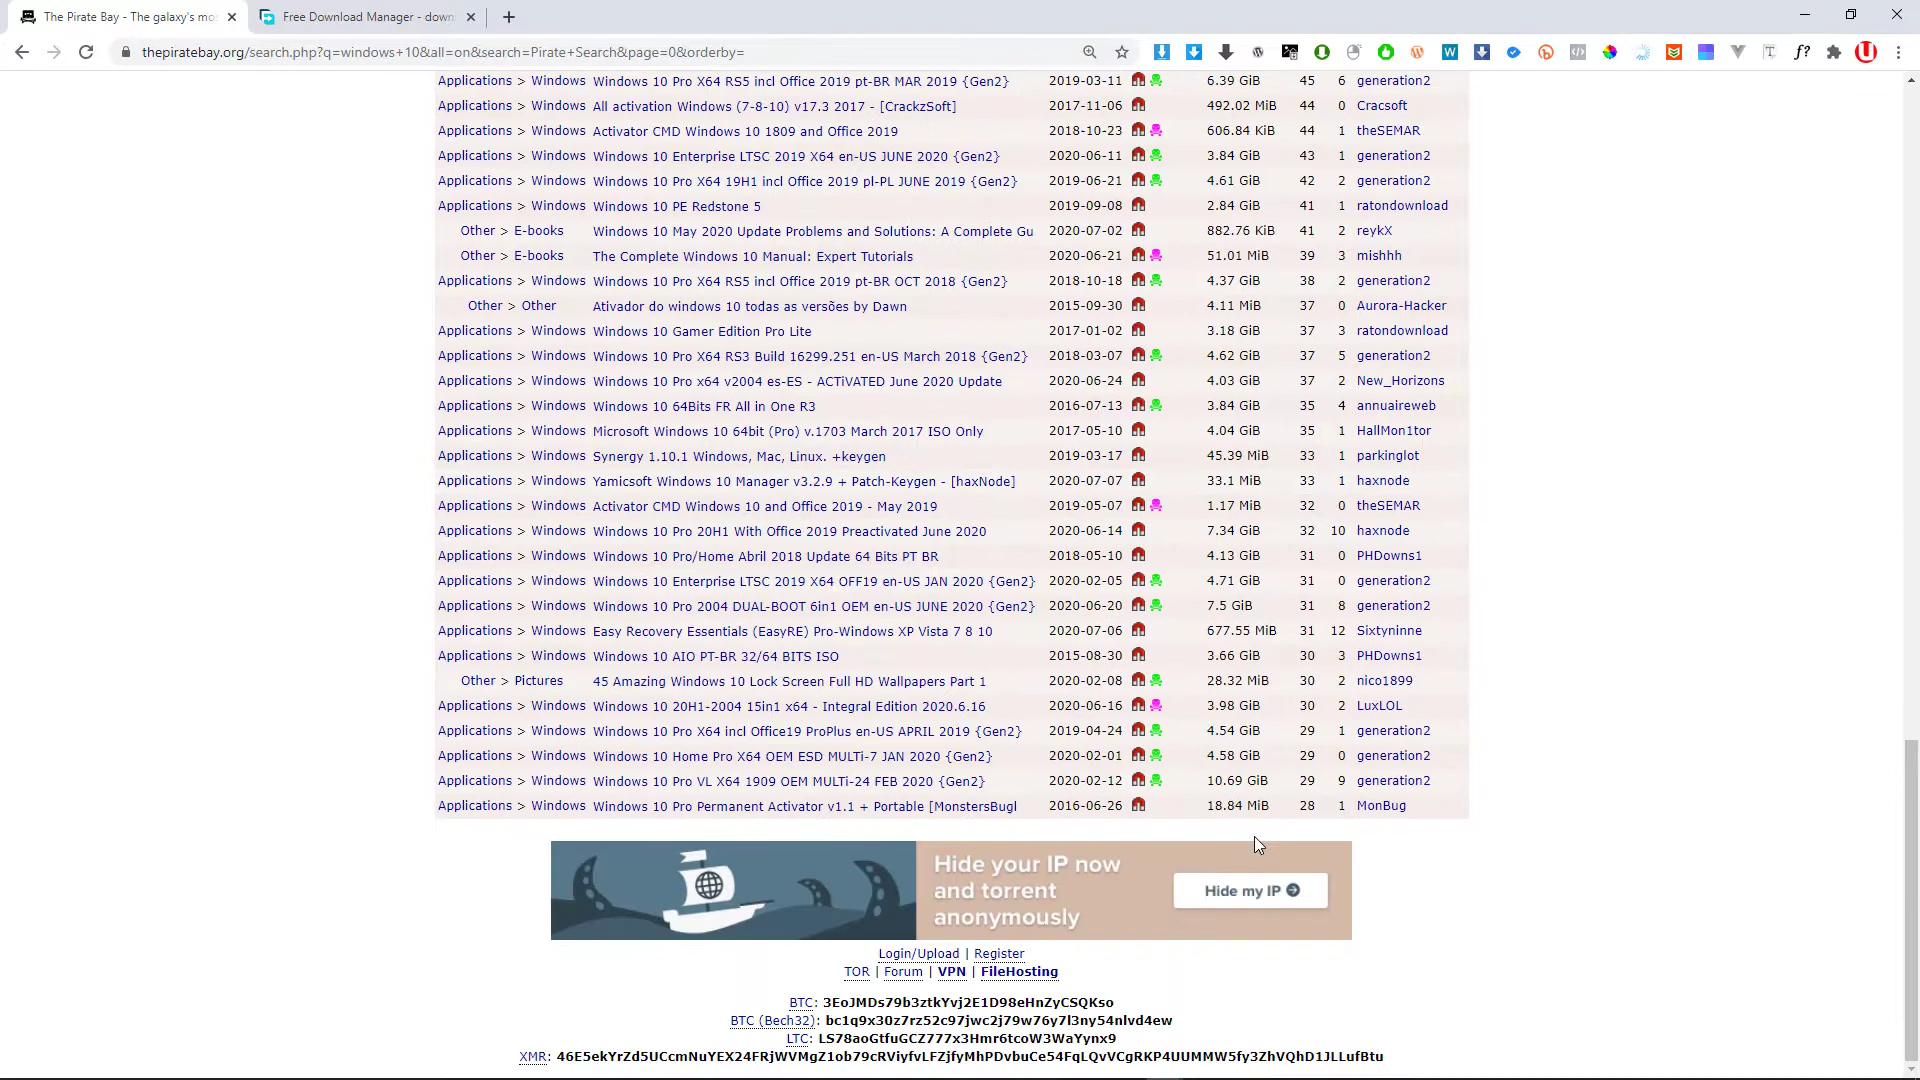 The Pirate Bay - The galaxy's mo
Free Download Manager - down
thepiratebay.org/search.php?q=windows+10&all=on&search=Pirate+Search&page=0&orderby=
Applications > Windows Windows 10 Pro X64 RS5 incl Office 2019 pt-BR MAR 2019 {Gen2} 2019-03-11 6.39 GiB 45 6 generation2
Applications > Windows All activation Windows (7-8-10) v17.3 2017 - [CrackzSoft] 2017-11-06 492.02 MiB 44 0 Cracsoft
Applications > Windows Activator CMD Windows 10 1809 and Office 2019 2018-10-23 606.84 KiB 44 1 theSEMAR
Applications > Windows Windows 10 Enterprise LTSC 2019 X64 en-US JUNE 2020 {Gen2} 2020-06-11 3.84 GiB 43 1 generation2
Applications > Windows Windows 10 Pro X64 19H1 incl Office 2019 pl-PL JUNE 2019 {Gen2} 2019-06-21 4.61 GiB 42 2 generation2
Applications > Windows Windows 10 PE Redstone 5 2019-09-08 2.84 GiB 41 1 ratondownload
Other > E-books Windows 10 May 2020 Update Problems and Solutions: A Complete Gu 2020-07-02 882.76 KiB 41 2 reykX
Other > E-books The Complete Windows 10 Manual: Expert Tutorials 2020-06-21 51.01 MiB 39 3 mishhh
Applications > Windows Windows 10 Pro X64 RS5 incl Office 2019 pt-BR OCT 2018 {Gen2} 2018-10-18 4.37 GiB 38 2 generation2
Other > Other Ativador do windows 10 todas as versões by Dawn 2015-09-30 4.11 MiB 37 0 Aurora-Hacker
Applications > Windows Windows 10 Gamer Edition Pro Lite 2017-01-02 3.18 GiB 37 3 ratondownload
Applications > Windows Windows 10 Pro X64 RS3 Build 16299.251 en-US March 2018 {Gen2} 2018-03-07 4.62 GiB 37 5 generation2
Applications > Windows Windows 10 Pro x64 v2004 es-ES - ACTiVATED June 2020 Update 2020-06-24 4.03 GiB 37 2 New_Horizons
Applications > Windows Windows 10 64Bits FR All in One R3 2016-07-13 3.84 GiB 35 4 annuaireweb
Applications > Windows Microsoft Windows 10 64bit (Pro) v.1703 March 2017 ISO Only 2017-05-10 4.04 GiB 35 1 HallMon1tor
Applications > Windows Synergy 1.10.1 Windows, Mac, Linux. +keygen 2019-03-17 45.39 MiB 33 1 parkinglot
Applications > Windows Yamicsoft Windows 10 Manager v3.2.9 + Patch-Keygen - [haxNode] 2020-07-07 33.1 MiB 33 1 haxnode
Applications > Windows Activator CMD Windows 10 and Office 2019 - May 2019 2019-05-07 1.17 MiB 32 0 theSEMAR
Applications > Windows Windows 10 Pro 20H1 With Office 2019 Preactivated June 2020 2020-06-14 7.34 GiB 32 10 haxnode
Applications > Windows Windows 10 Pro/Home Abril 2018 Update 64 Bits PT BR 2018-05-10 4.13 GiB 31 0 PHDowns1
Applications > Windows Windows 10 Enterprise LTSC 2019 X64 OFF19 en-US JAN 2020 {Gen2} 2020-02-05 4.71 GiB 31 0 generation2
Applications > Windows Windows 10 Pro 2004 DUAL-BOOT 6in1 OEM en-US JUNE 2020 {Gen2} 2020-06-20 7.5 GiB 31 8 generation2
Applications > Windows Easy Recovery Essentials (EasyRE) Pro-Windows XP Vista 7 8 10 2020-07-06 677.55 MiB 31 12 Sixtyninne
Applications > Windows Windows 10 AIO PT-BR 32/64 BITS ISO 2015-08-30 3.66 GiB 30 3 PHDowns1
Other > Pictures 45 Amazing Windows 10 Lock Screen Full HD Wallpapers Part 1 2020-02-08 28.32 MiB 30 2 nico1899
Applications > Windows Windows 10 20H1-2004 15in1 x64 - Integral Edition 2020.6.16 2020-06-16 3.98 GiB 30 2 LuxLOL
Applications > Windows Windows 10 Pro X64 incl Office19 ProPlus en-US APRIL 2019 {Gen2} 2019-04-24 4.54 GiB 29 1 generation2
Applications > Windows Windows 10 Home Pro X64 OEM ESD MULTi-7 JAN 2020 {Gen2} 2020-02-01 4.58 GiB 29 0 generation2
Applications > Windows Windows 10 Pro VL X64 1909 OEM MULTi-24 FEB 2020 {Gen2} 2020-02-12 10.69 GiB 29 9 generation2
Applications > Windows Windows 10 Pro Permanent Activator v1.1 + Portable [MonstersBugl 2016-06-26 18.84 MiB 28 1 MonBug
Hide your IP now
and torrent
anonymously
Hide my IP
Login/Upload | Register
TOR | Forum | VPN | FileHosting
BTC: 3EoJMDs79b3ztkYvj2E1D98eHnZyCSQKso
BTC (Bech32): bc1q9x30z7rz52c97jwc2j79w76y7l3ny54nlvd4ew
LTC: LS78aoGtfuGCZ777x3Hmr6tcoW3WaYynx9
XMR: 46E5ekYrZd5UCcmNuYEX24FRjWVMgZ1ob79cRViyfvLFZjfyMhPDvbuCe54FqLQvVCgRKP4UUMMW5fy3ZhVQhD1JLLufBtu